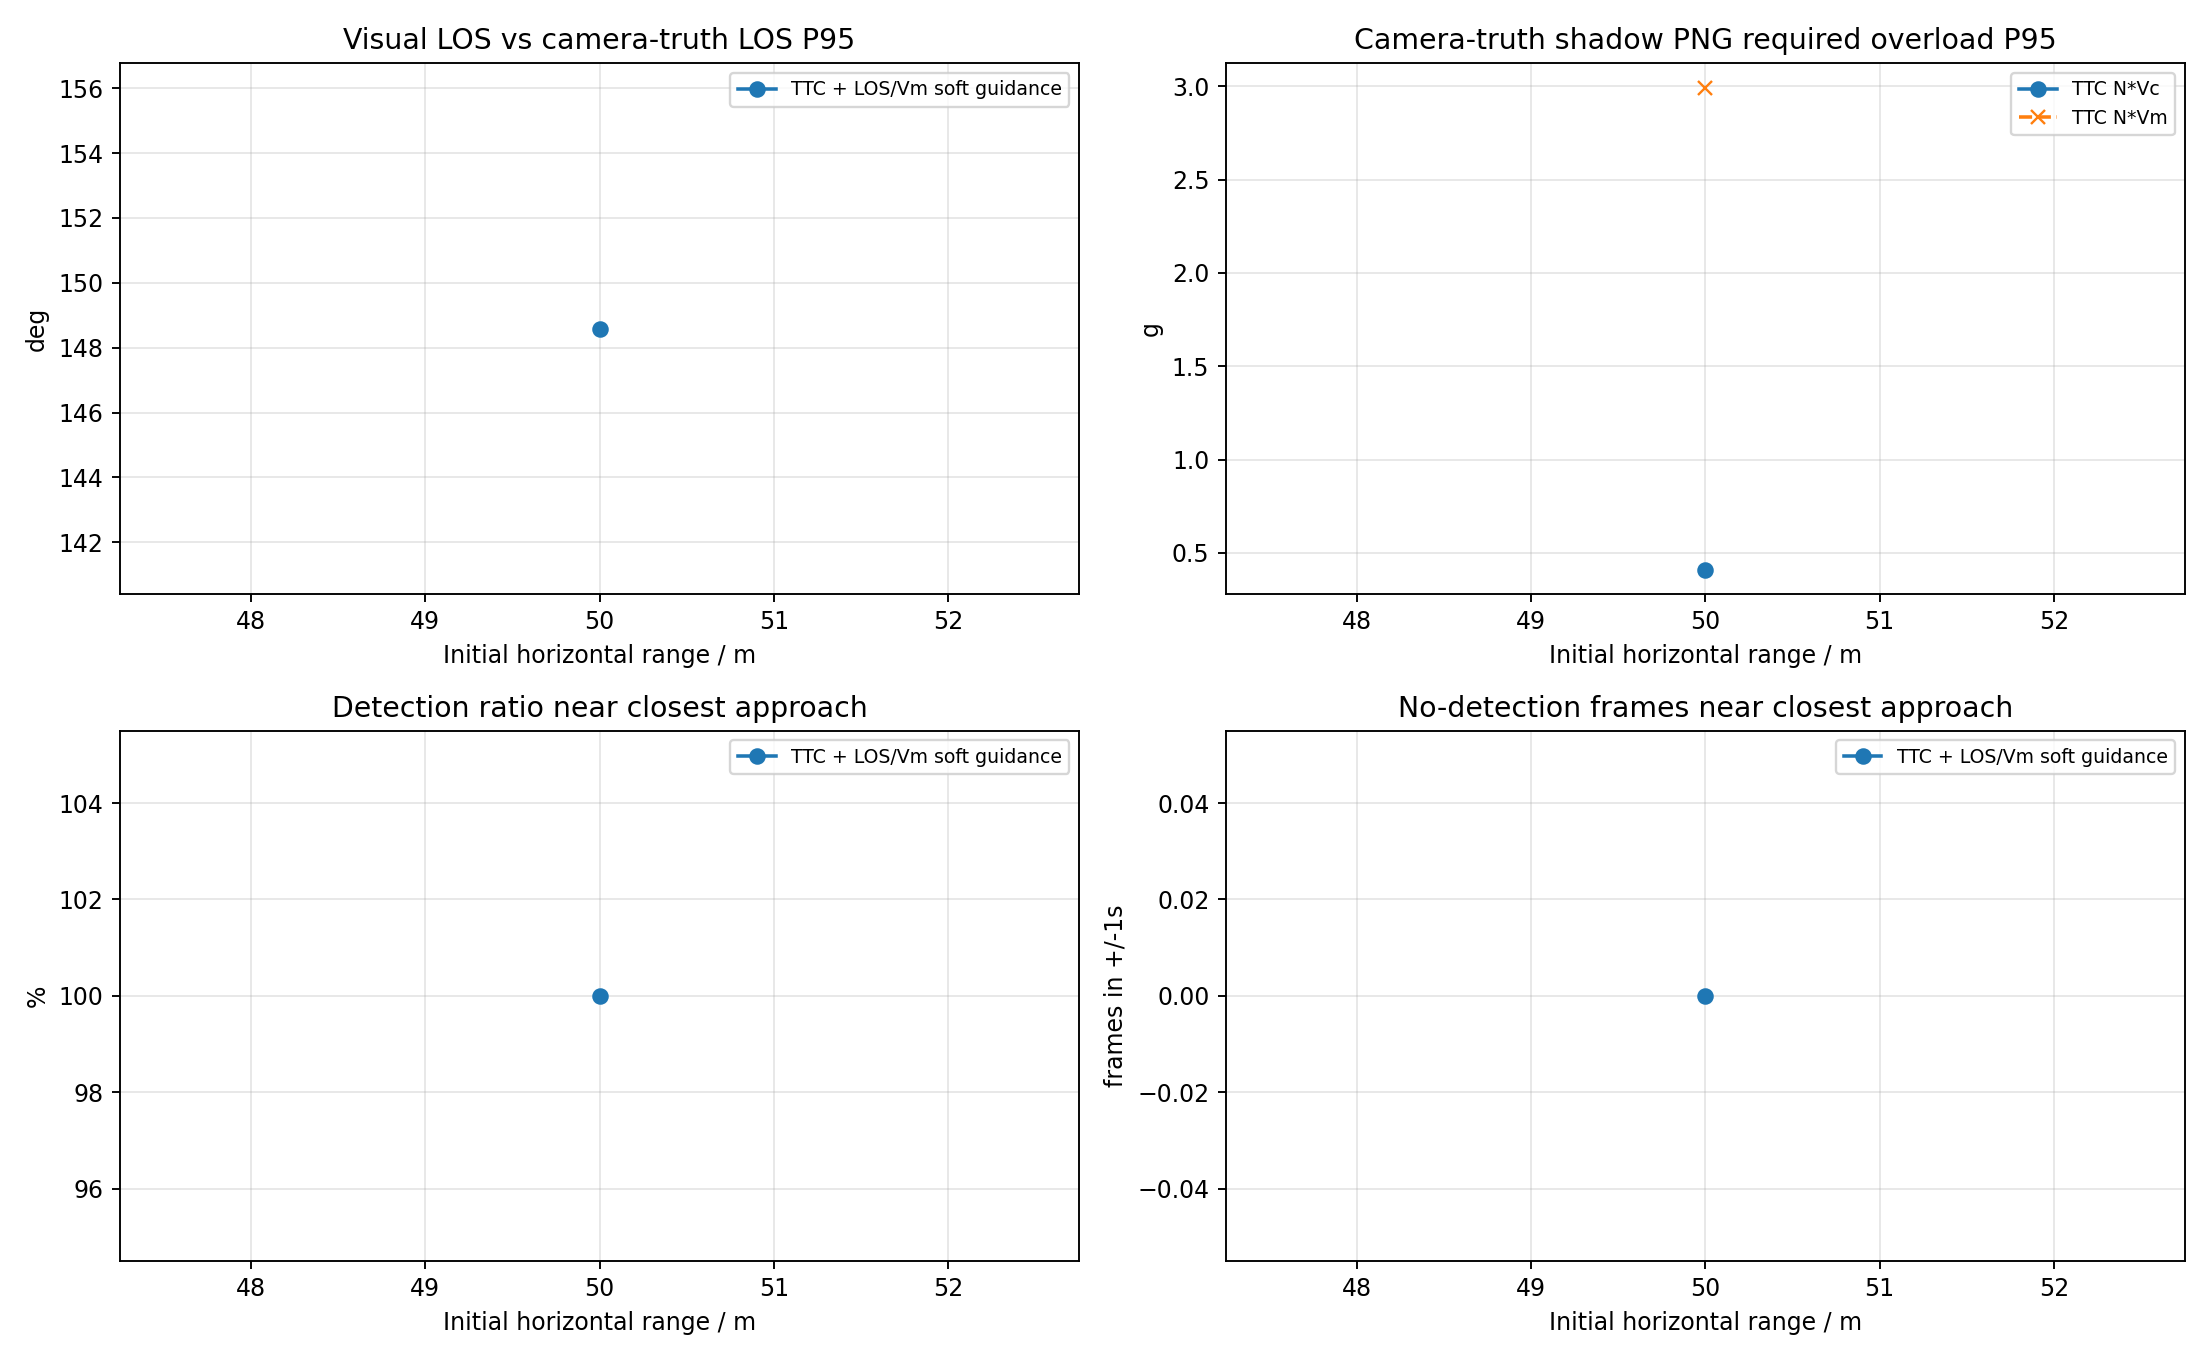 Visual LOS vs camera-truth LOS P95
TTC + LOS/Vm soft guidance
156
154
152
150
148
146
144
142
deg
48 49 50 51 52
Initial horizontal range / m
Camera-truth shadow PNG required overload P95
TTC N*Vc
TTC N*Vm
3.0
2.5
2.0
1.5
1.0
0.5
g
48 49 50 51 52
Initial horizontal range / m
Detection ratio near closest approach
TTC + LOS/Vm soft guidance
104
102
100
98
96
%
48 49 50 51 52
Initial horizontal range / m
No-detection frames near closest approach
TTC + LOS/Vm soft guidance
0.04
0.02
0.00
−0.02
−0.04
frames in +/-1s
48 49 50 51 52
Initial horizontal range / m